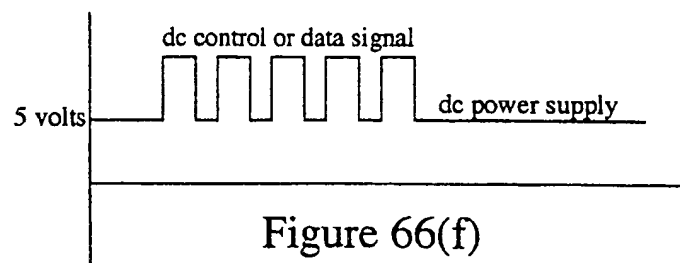 dc control or data signal
5 volts
dc power supply
Figure 66(f)